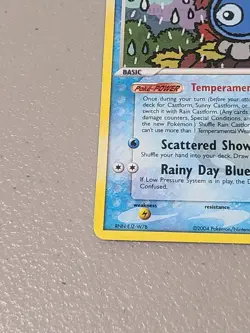 BASIC
Poké-POWER Temperamen
Once during your turn (before your atta
deck for Castform, Sunny Castform, or
switch it with Rain Castform. (Any cards
damage counters, Special Conditions, an
the new Pokémon.) Shuffle Rain Castform
can't use more than 1 Temperamental Wea
Scattered Show
Shuffle your hand into your deck. Draw
Rainy Day Blue
If Low Pressure System is in play, the
Confused.
weakness
resistance
©2004 Pokémon/Ninten